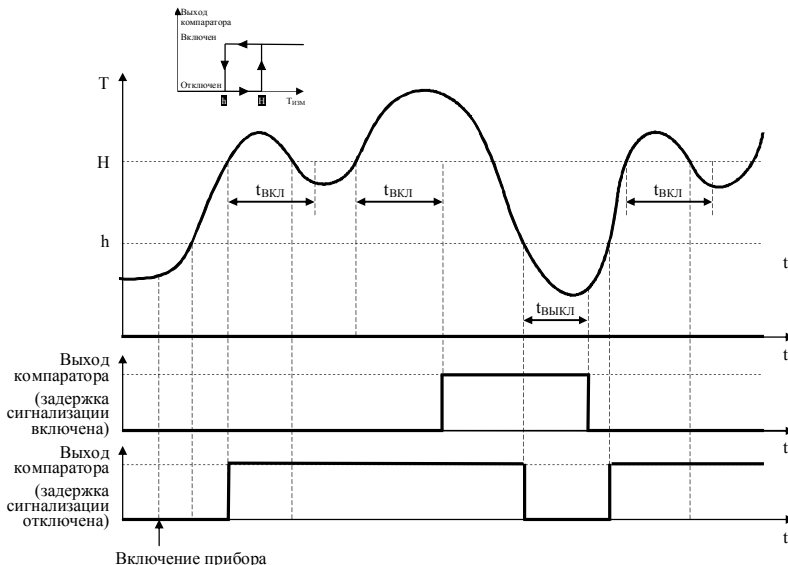 Выход
компаратора
Включен
Отключен
h
H
Tизм
T
H
tВКЛ
tВКЛ
tВКЛ
h
t
tВЫКЛ
t
Выход
компаратора
(задержка
сигнализации
включена)
t
Выход
компаратора
(задержка
сигнализации
отключена)
t
Включение прибора